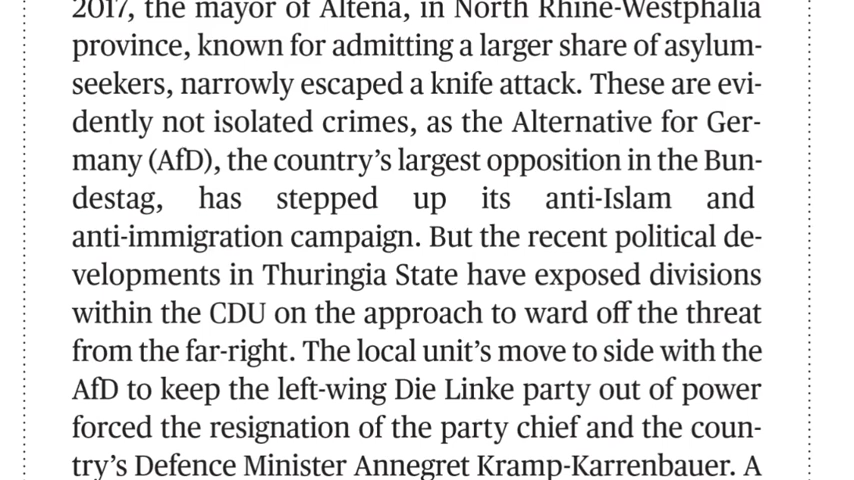 2017, the mayor of Altena, in North Rhine-Westphalia
province, known for admitting a larger share of asylum-
seekers, narrowly escaped a knife attack. These are evi-
dently not isolated crimes, as the Alternative for Ger-
many (AfD), the country’s largest opposition in the Bun-
destag, has stepped up its anti-Islam and
anti-immigration campaign. But the recent political de-
velopments in Thuringia State have exposed divisions
within the CDU on the approach to ward off the threat
from the far-right. The local unit’s move to side with the
AfD to keep the left-wing Die Linke party out of power
forced the resignation of the party chief and the coun-
try’s Defence Minister Annegret Kramp-Karrenbauer. A